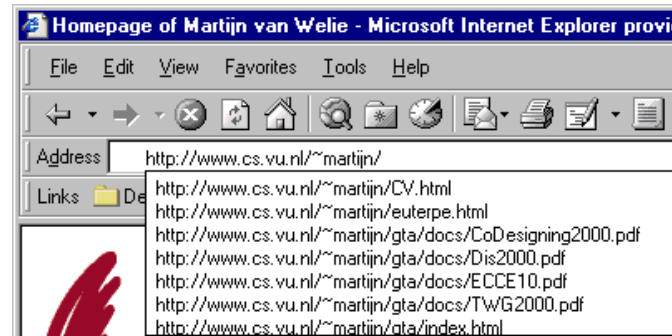 Homepage of Martijn van Welie - Microsoft Internet Explorer provi
File Edit View Favorites Tools Help
Address http://www.cs.vu.nl/~martijn/
Links De
http://www.cs.vu.nl/~martijn/CV.html
http://www.cs.vu.nl/~martijn/euterpe.html
http://www.cs.vu.nl/~martijn/gta/docs/CoDesigning2000.pdf
http://www.cs.vu.nl/~martijn/gta/docs/Dis2000.pdf
http://www.cs.vu.nl/~martijn/gta/docs/ECCE10.pdf
http://www.cs.vu.nl/~martijn/gta/docs/TWG2000.pdf
http://www.cs.vu.nl/~martijn/gta/index.html